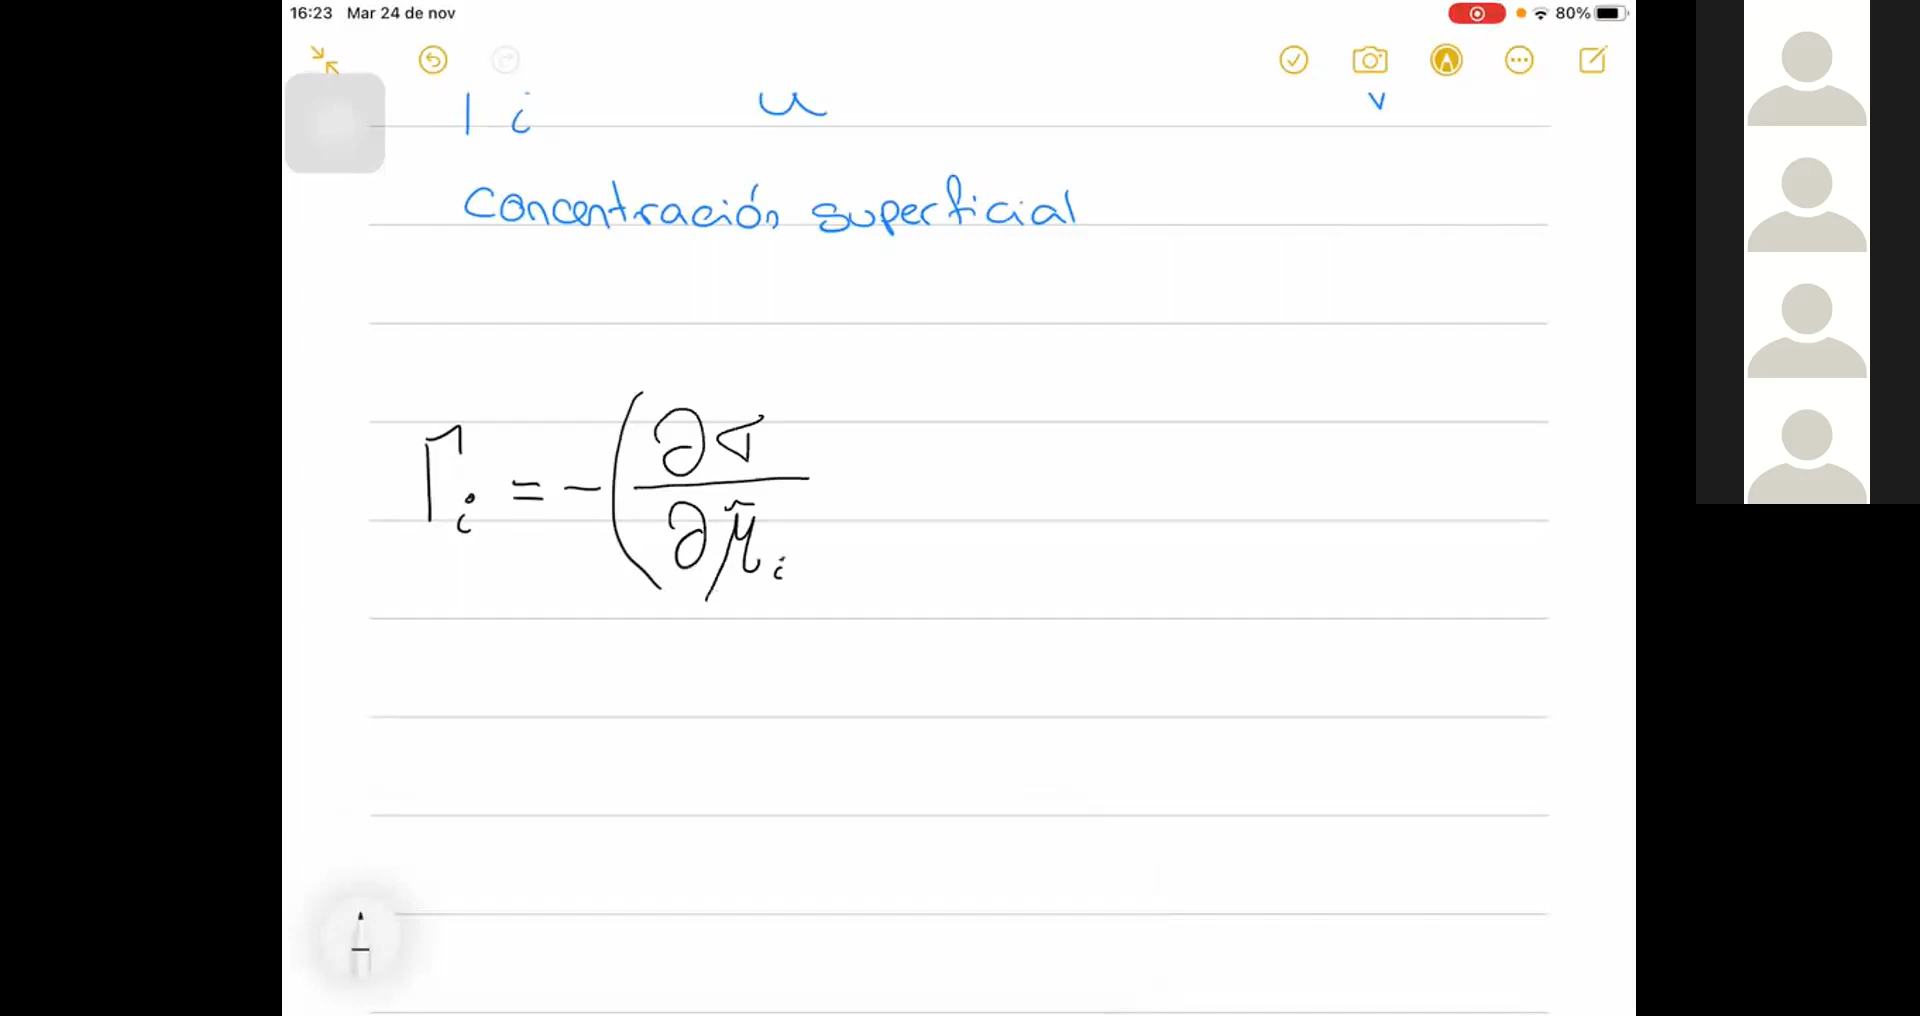 16:23 Mar 24 de nov 80%
Γi u v
Concentración superficial
Γi = -(∂σ
∂μ̃i